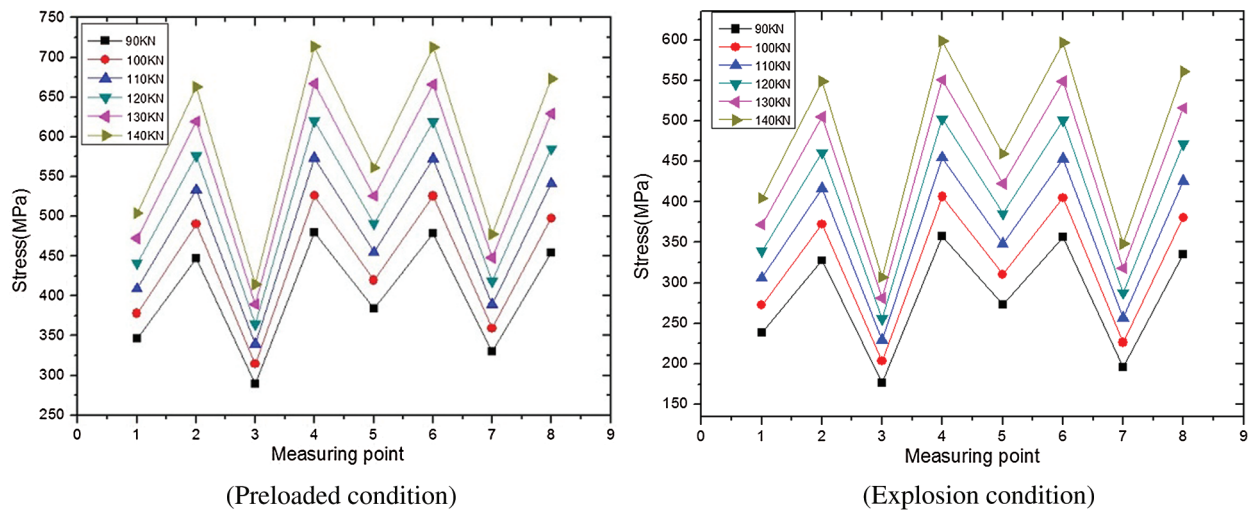 750
700
650
600
550
500
450
400
350
300
250
Stress(MPa)
90KN
100KN
110KN
120KN
130KN
140KN
0 1 2 3 4 5 6 7 8 9
Measuring point
(Preloaded condition)
600
550
500
450
400
350
300
250
200
150
Stress(MPa)
90KN
100KN
110KN
120KN
130KN
140KN
0 1 2 3 4 5 6 7 8 9
Measuring point
(Explosion condition)